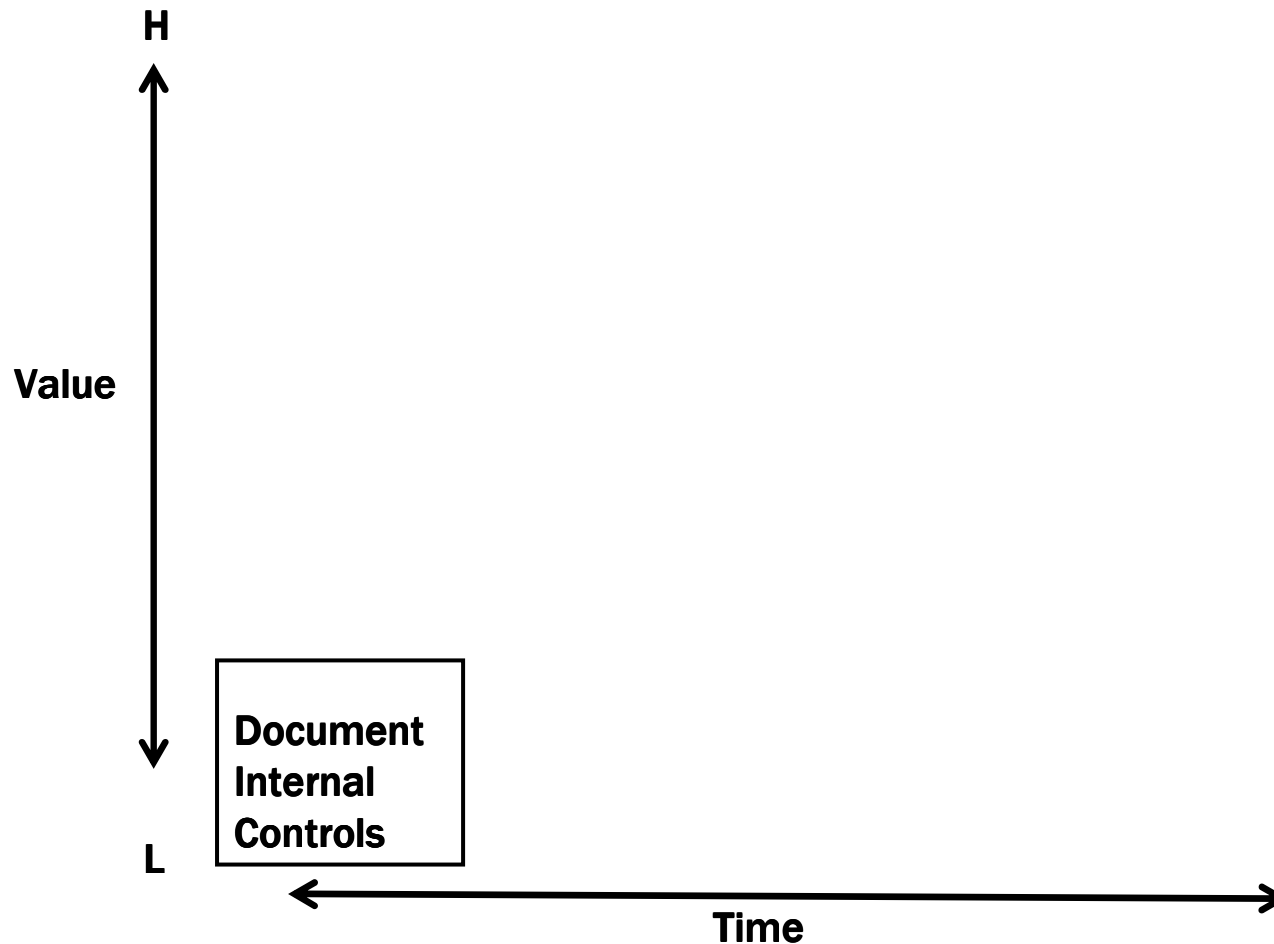 H
Value
Document
Internal
Controls
L
Time